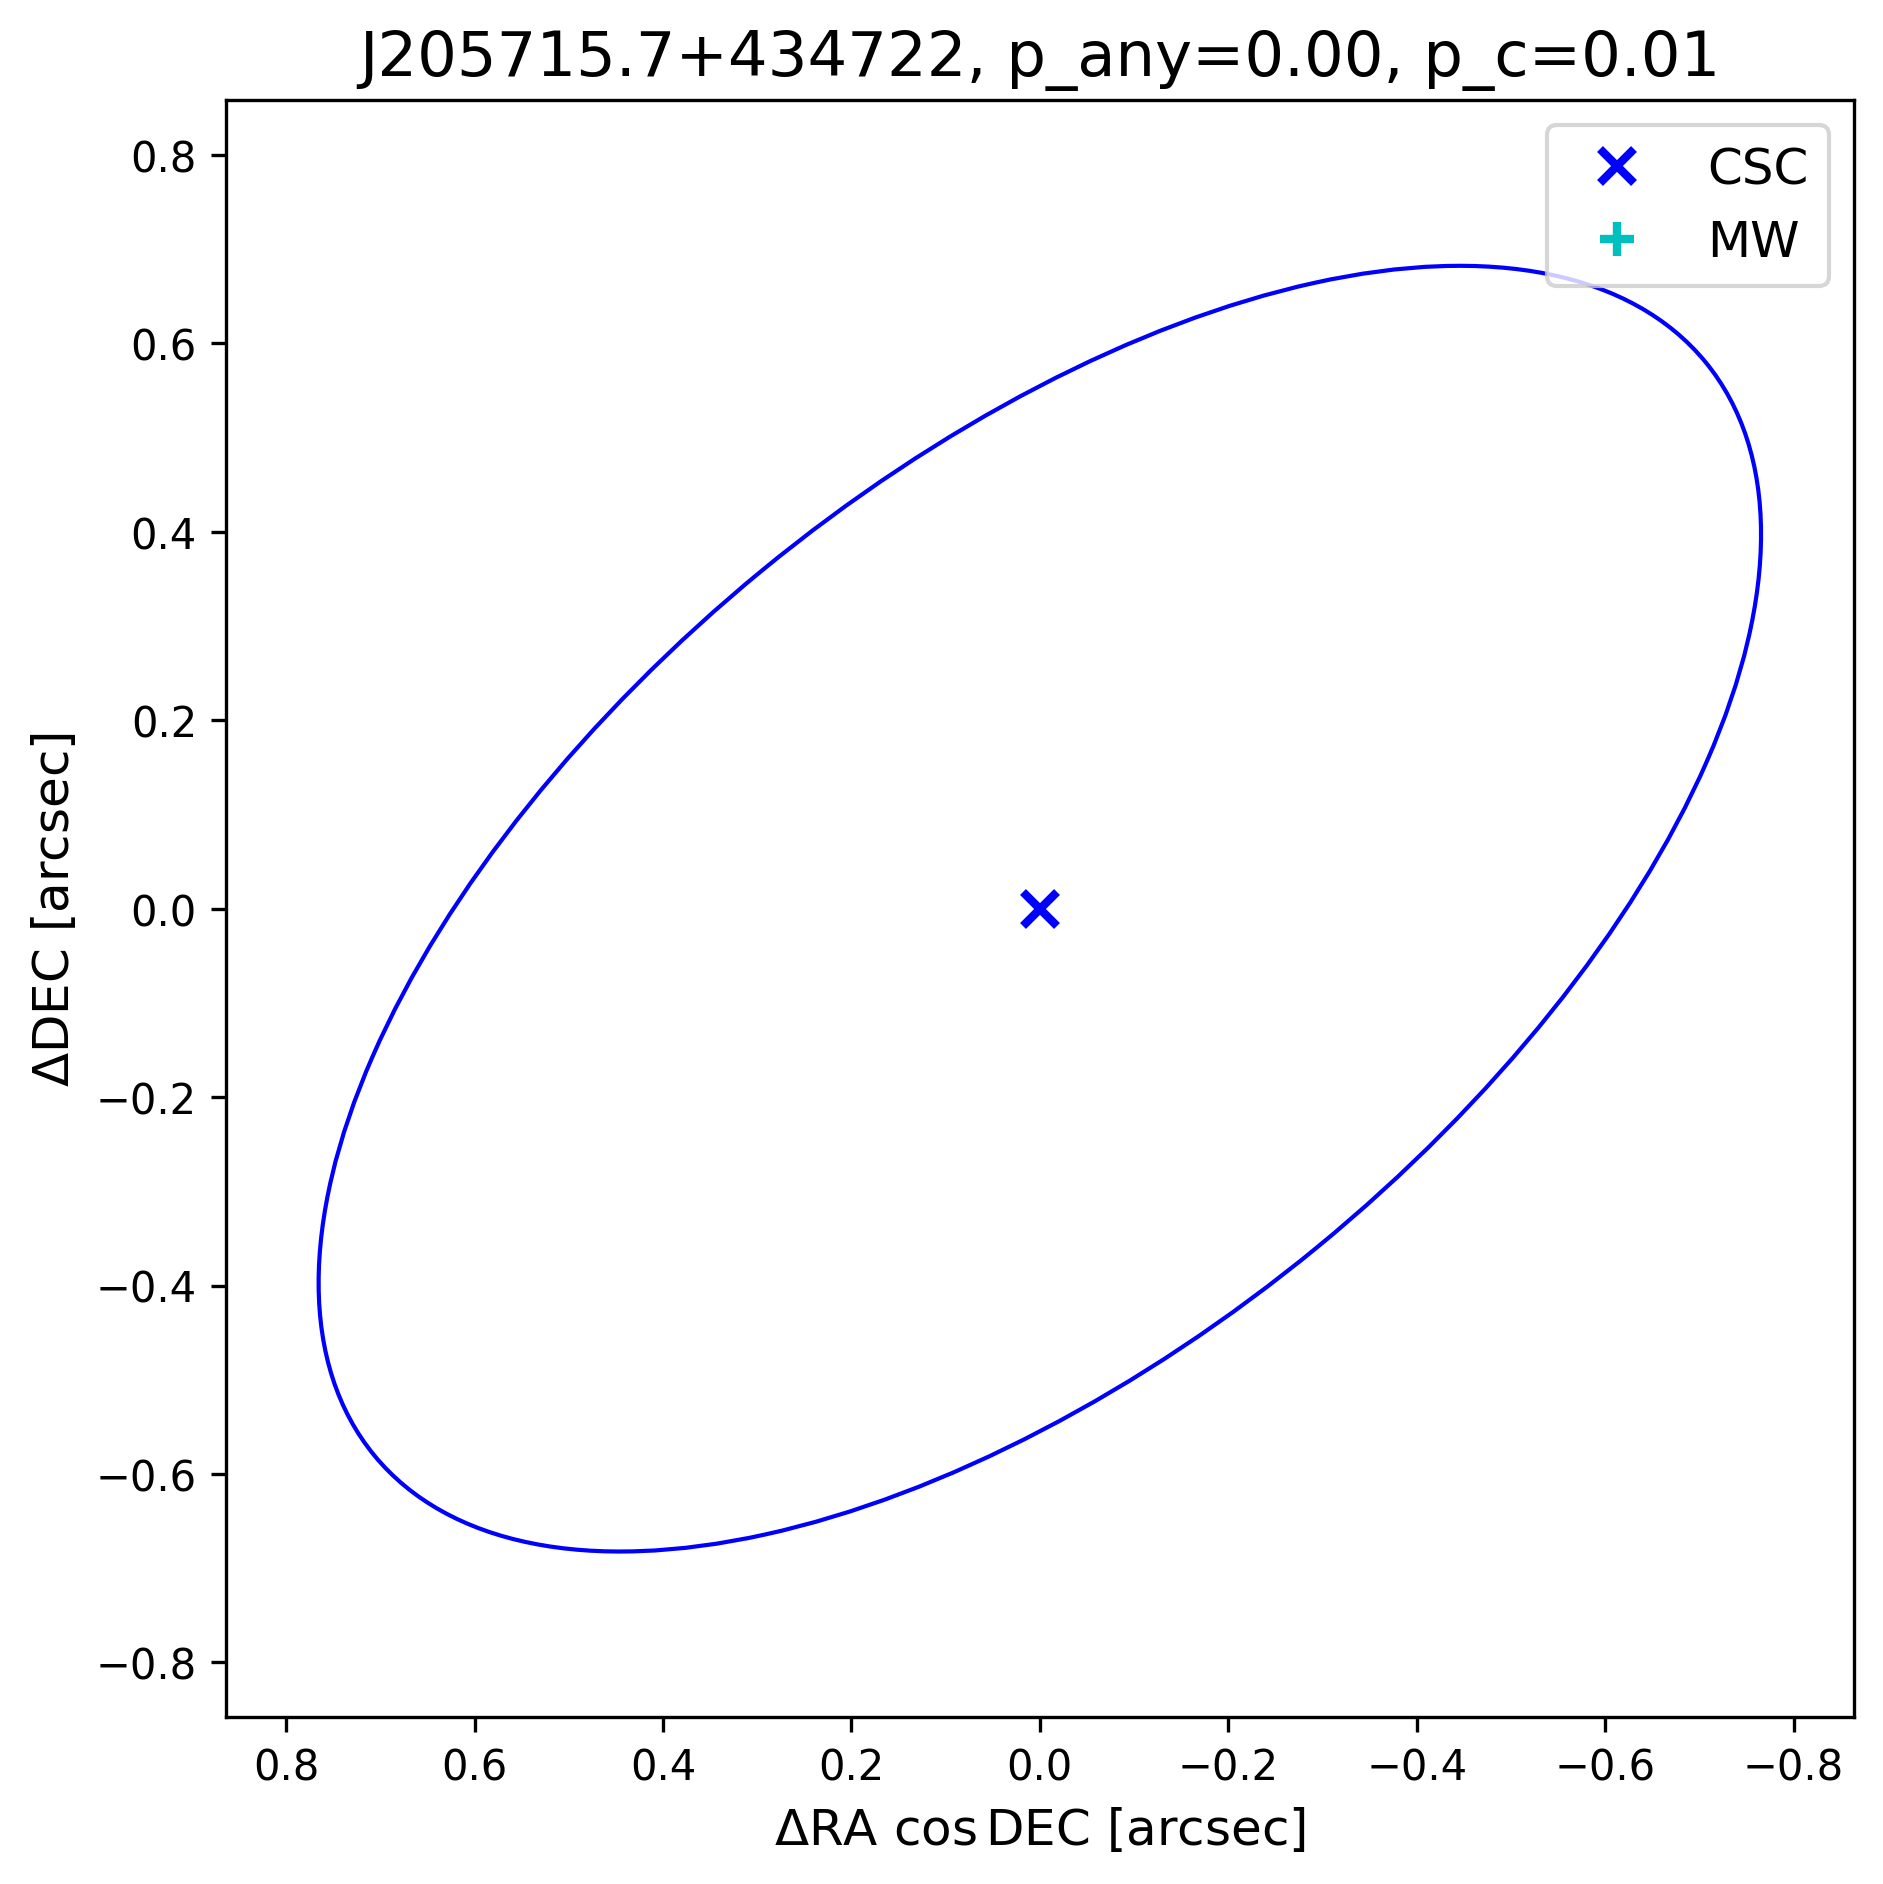 J205715.7+434722, p_any=0.00, p_c=0.01
CSC
MW
0.8
0.6
0.4
0.2
0.0
−0.2
−0.4
−0.6
−0.8
ΔDEC [arcsec]
0.8 0.6 0.4 0.2 0.0 −0.2 −0.4 −0.6 −0.8
ΔRA cos DEC [arcsec]